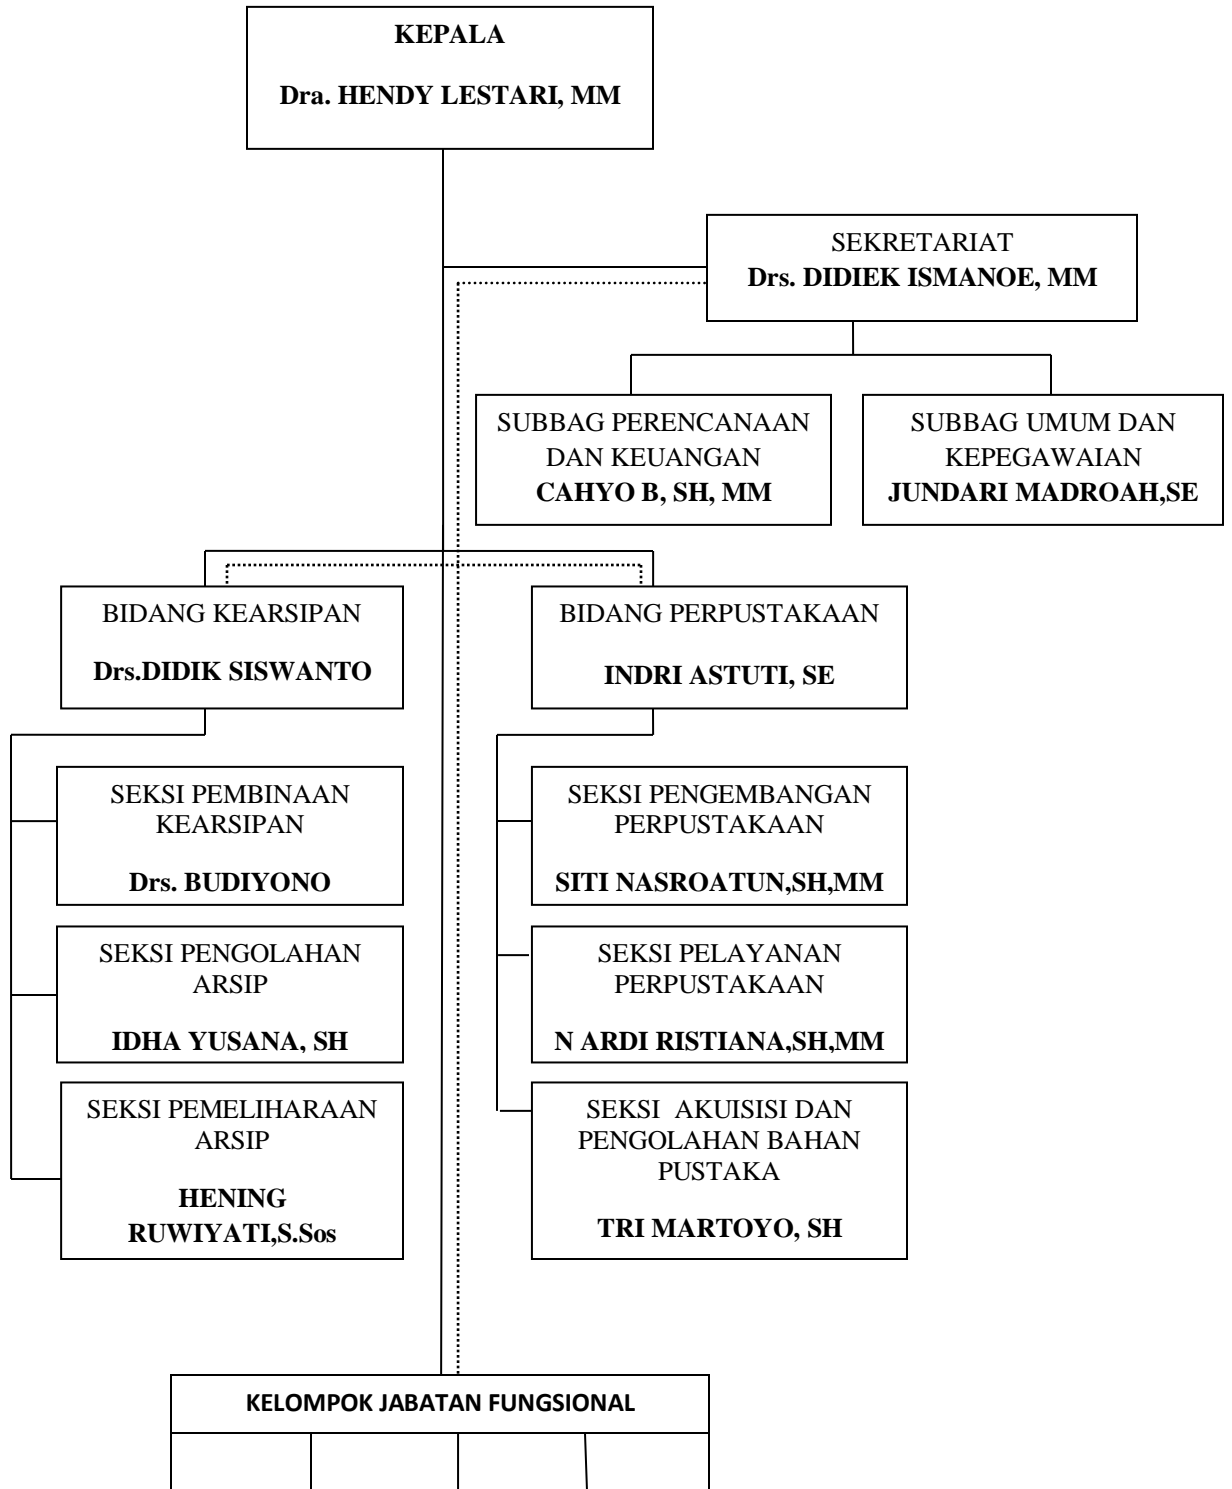 KEPALA
Dra. HENDY LESTARI, MM
SEKRETARIAT
Drs. DIDIEK ISMANOE, MM
SUBBAG PERENCANAAN
DAN KEUANGAN
CAHYO B, SH, MM
SUBBAG UMUM DAN
KEPEGAWAIAN
JUNDARI MADROAH,SE
BIDANG KEARSIPAN
Drs.DIDIK SISWANTO
BIDANG PERPUSTAKAAN
INDRI ASTUTI, SE
SEKSI PEMBINAAN
KEARSIPAN
Drs. BUDIYONO
SEKSI PENGOLAHAN
ARSIP
IDHA YUSANA, SH
SEKSI PEMELIHARAAN
ARSIP
HENING
RUWIYATI,S.Sos
SEKSI PENGEMBANGAN
PERPUSTAKAAN
SITI NASROATUN,SH,MM
SEKSI PELAYANAN
PERPUSTAKAAN
N ARDI RISTIANA,SH,MM
SEKSI AKUISISI DAN
PENGOLAHAN BAHAN
PUSTAKA
TRI MARTOYO, SH
KELOMPOK JABATAN FUNGSIONAL